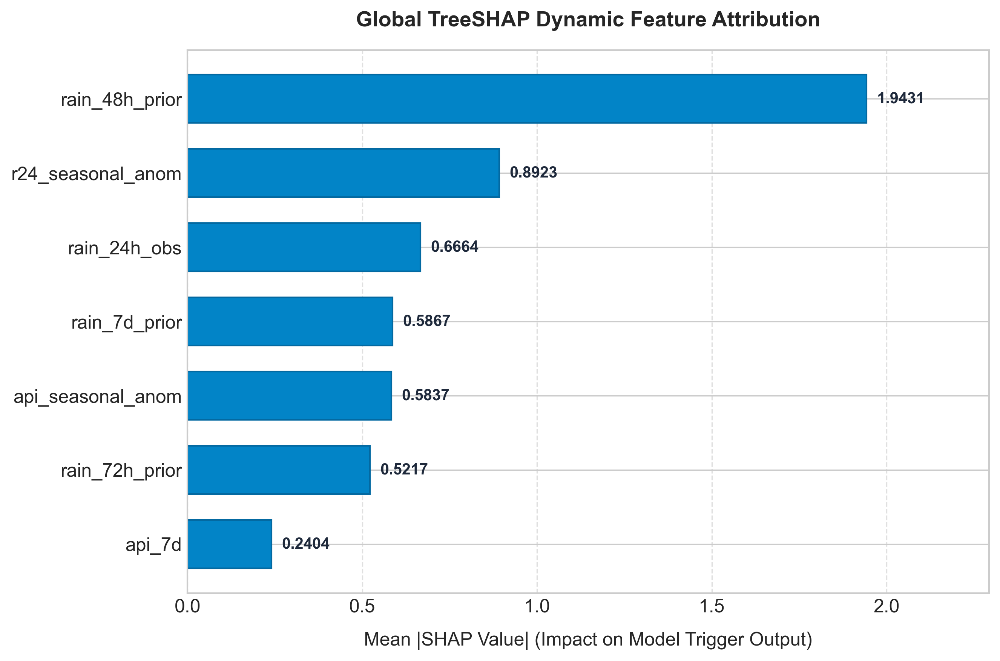 Global TreeSHAP Dynamic Feature Attribution
rain_48h_prior
1.9431
r24_seasonal_anom
0.8923
rain_24h_obs
0.6664
rain_7d_prior
0.5867
api_seasonal_anom
0.5837
rain_72h_prior
0.5217
api_7d
0.2404
0.0 0.5 1.0 1.5 2.0
Mean |SHAP Value| (Impact on Model Trigger Output)